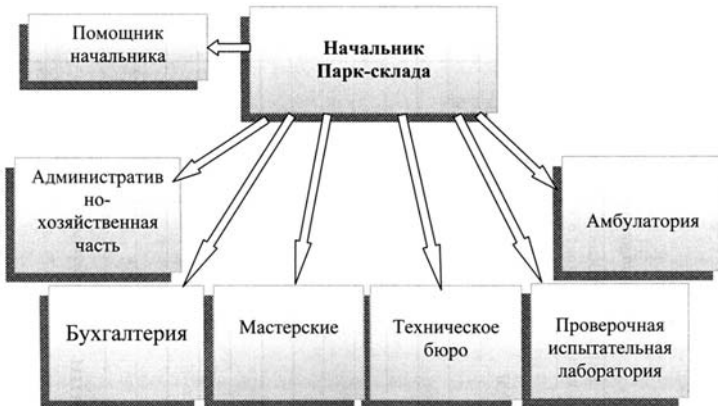 Помощник
начальника
Начальник
Парк-склада
Административ
но-
хозяйственная
часть
Амбулатория
Бухгалтерия
Мастерские
Техническое
бюро
Проверочная
испытательная
лаборатория